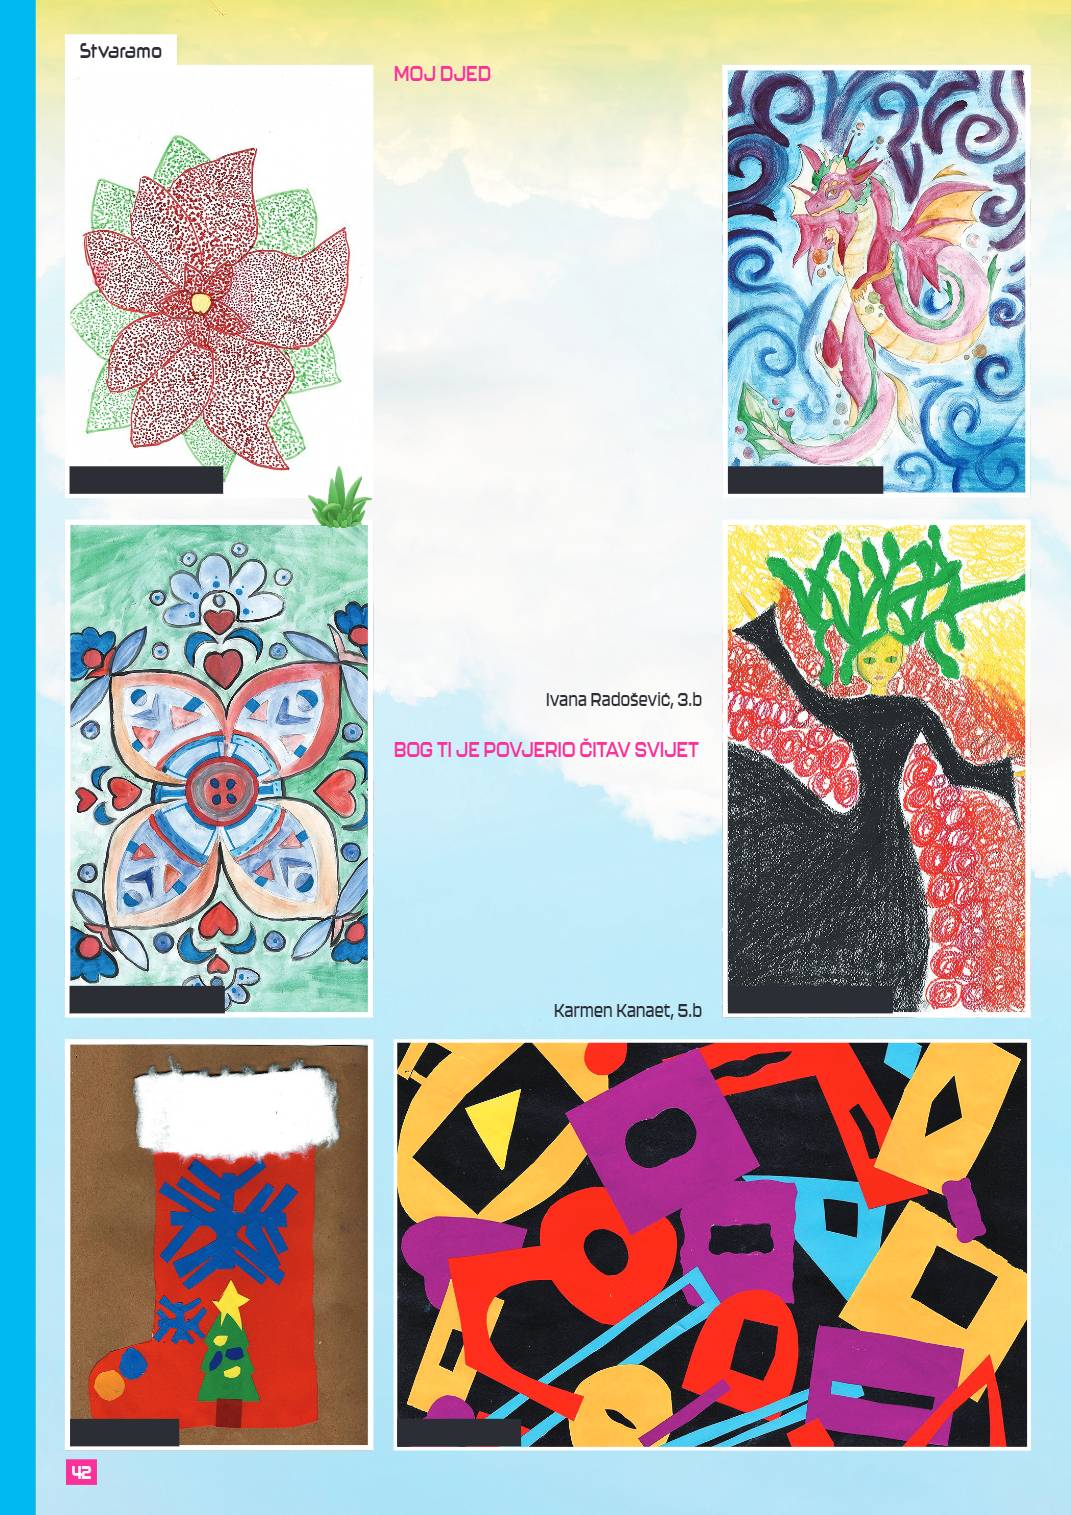 Stvaramo
MOJ DJED
Ivana Radošević, 3.b
BOG TI JE POVJERIO ČITAV SVIJET
Karmen Kanaet, 5.b
42